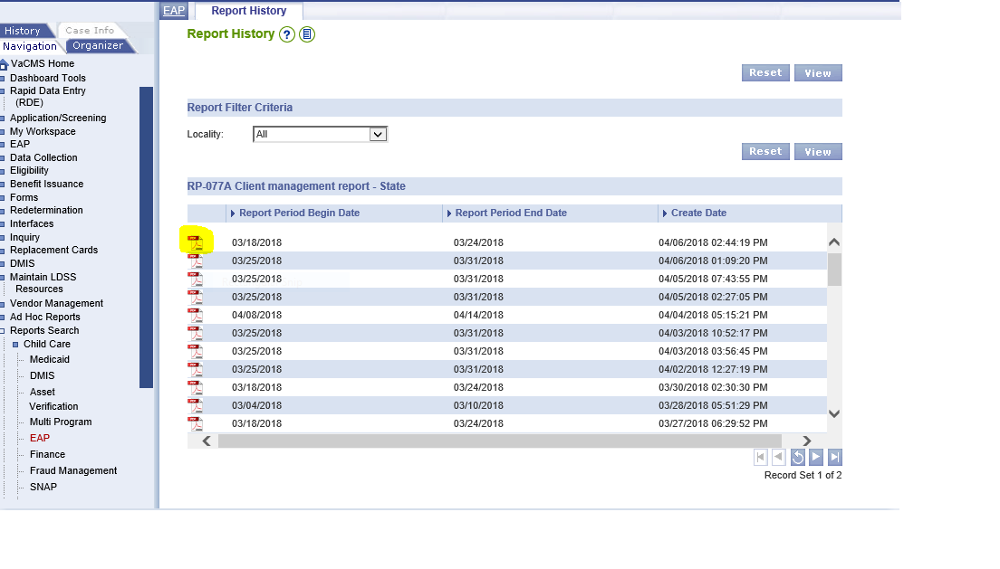 EAP
Report History
History
Case Info
Navigation
Organizer
VaCMS Home
Dashboard Tools
Rapid Data Entry
(RDE)
Application/Screening
My Workspace
EAP
Data Collection
Eligibility
Benefit Issuance
Forms
Redetermination
Interfaces
Inquiry
Replacement Cards
DMIS
Maintain LDSS
Resources
Vendor Management
Ad Hoc Reports
Reports Search
Child Care
Medicaid
DMIS
Asset
Verification
Multi Program
EAP
Finance
Fraud Management
SNAP
Report History ?
Reset View
Report Filter Criteria
Locality: All
Reset View
RP-077A Client management report - State
Report Period Begin Date Report Period End Date Create Date
03/18/2018 03/24/2018 04/06/2018 02:44:19 PM
03/25/2018 03/31/2018 04/06/2018 01:09:20 PM
03/25/2018 03/31/2018 04/05/2018 07:43:55 PM
03/25/2018 03/31/2018 04/05/2018 02:27:05 PM
04/08/2018 04/14/2018 04/04/2018 05:15:21 PM
03/25/2018 03/31/2018 04/03/2018 10:52:17 PM
03/25/2018 03/31/2018 04/03/2018 03:56:45 PM
03/25/2018 03/31/2018 04/02/2018 12:27:19 PM
03/18/2018 03/24/2018 03/30/2018 02:30:30 PM
03/04/2018 03/10/2018 03/28/2018 05:51:29 PM
03/18/2018 03/24/2018 03/27/2018 06:29:52 PM
Record Set 1 of 2